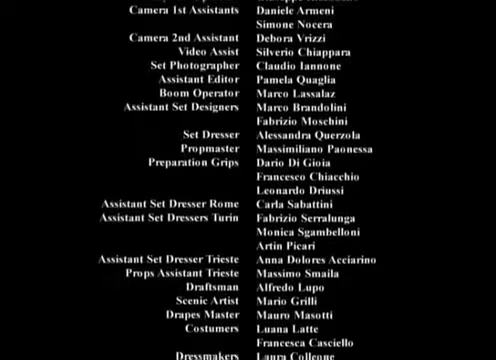 Camera 1st Assistants Daniele Armeni
Simone Nocera
Camera 2nd Assistant Debora Vrizzi
Video Assist Silverio Chiappara
Set Photographer Claudio Iannone
Assistant Editor Pamela Quaglia
Boom Operator Marco Lassalaz
Assistant Set Designers Marco Brandolini
Fabrizio Moschini
Set Dresser Alessandra Querzola
Propmaster Massimiliano Paonessa
Preparation Grips Dario Di Gioia
Francesco Chiacchio
Leonardo Driussi
Assistant Set Dresser Rome Carla Sabattini
Assistant Set Dressers Turin Fabrizio Serralunga
Monica Sgambelloni
Artin Picari
Assistant Set Dresser Trieste Anna Dolores Acciarino
Props Assistant Trieste Massimo Smaila
Draftsman Alfredo Lupo
Scenic Artist Mario Grilli
Drapes Master Mauro Masotti
Costumers Luana Latte
Francesca Casciello
Dressmakers Laura Colleone